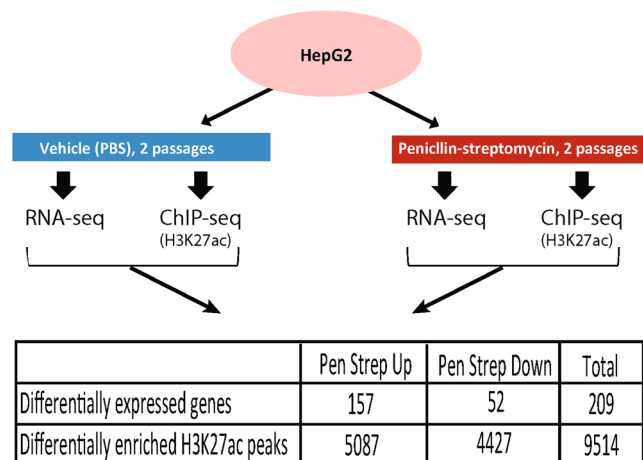 HepG2
Vehicle (PBS), 2 passages
Penicllin-streptomycin, 2 passages
RNA-seq
ChIP-seq
(H3K27ac)
RNA-seq
ChIP-seq
(H3K27ac)
Pen Strep Up Pen Strep Down Total
Differentially expressed genes 157 52 209
Differentially enriched H3K27ac peaks 5087 4427 9514